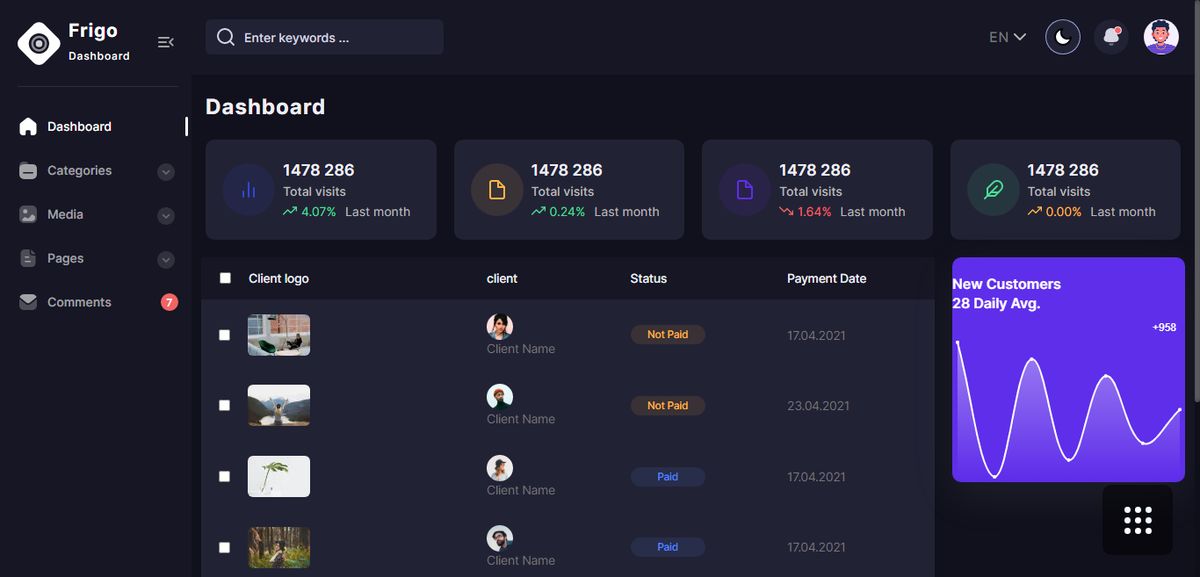 Frigo
Dashboard
Enter keywords ...
EN
Dashboard
Categories
Media
Pages
Comments
7
Dashboard
1478 286
Total visits
4.07% Last month
1478 286
Total visits
0.24% Last month
1478 286
Total visits
1.64% Last month
1478 286
Total visits
0.00% Last month
Client logo client Status Payment Date
Client Name Not Paid 17.04.2021
Client Name Not Paid 23.04.2021
Client Name Paid 17.04.2021
Client Name Paid 17.04.2021
New Customers
28 Daily Avg.
+958